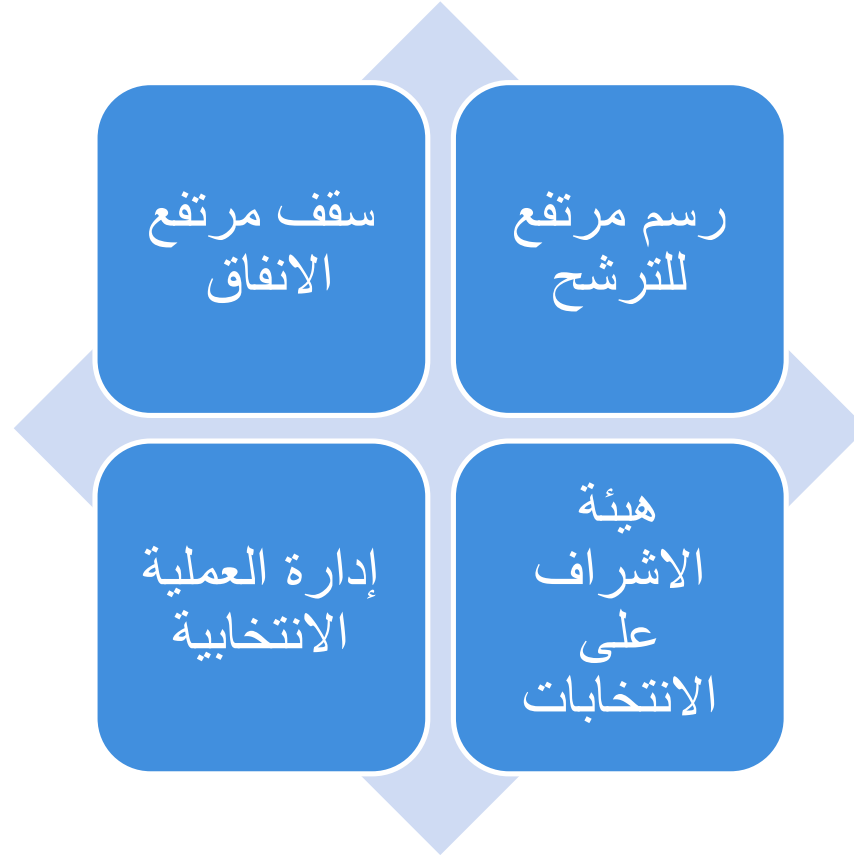 رسم مرتفع
للترشح
سقف مرتفع
الانفاق
هيئة
الاشراف
على
الانتخابات
إدارة العملية
الانتخابية